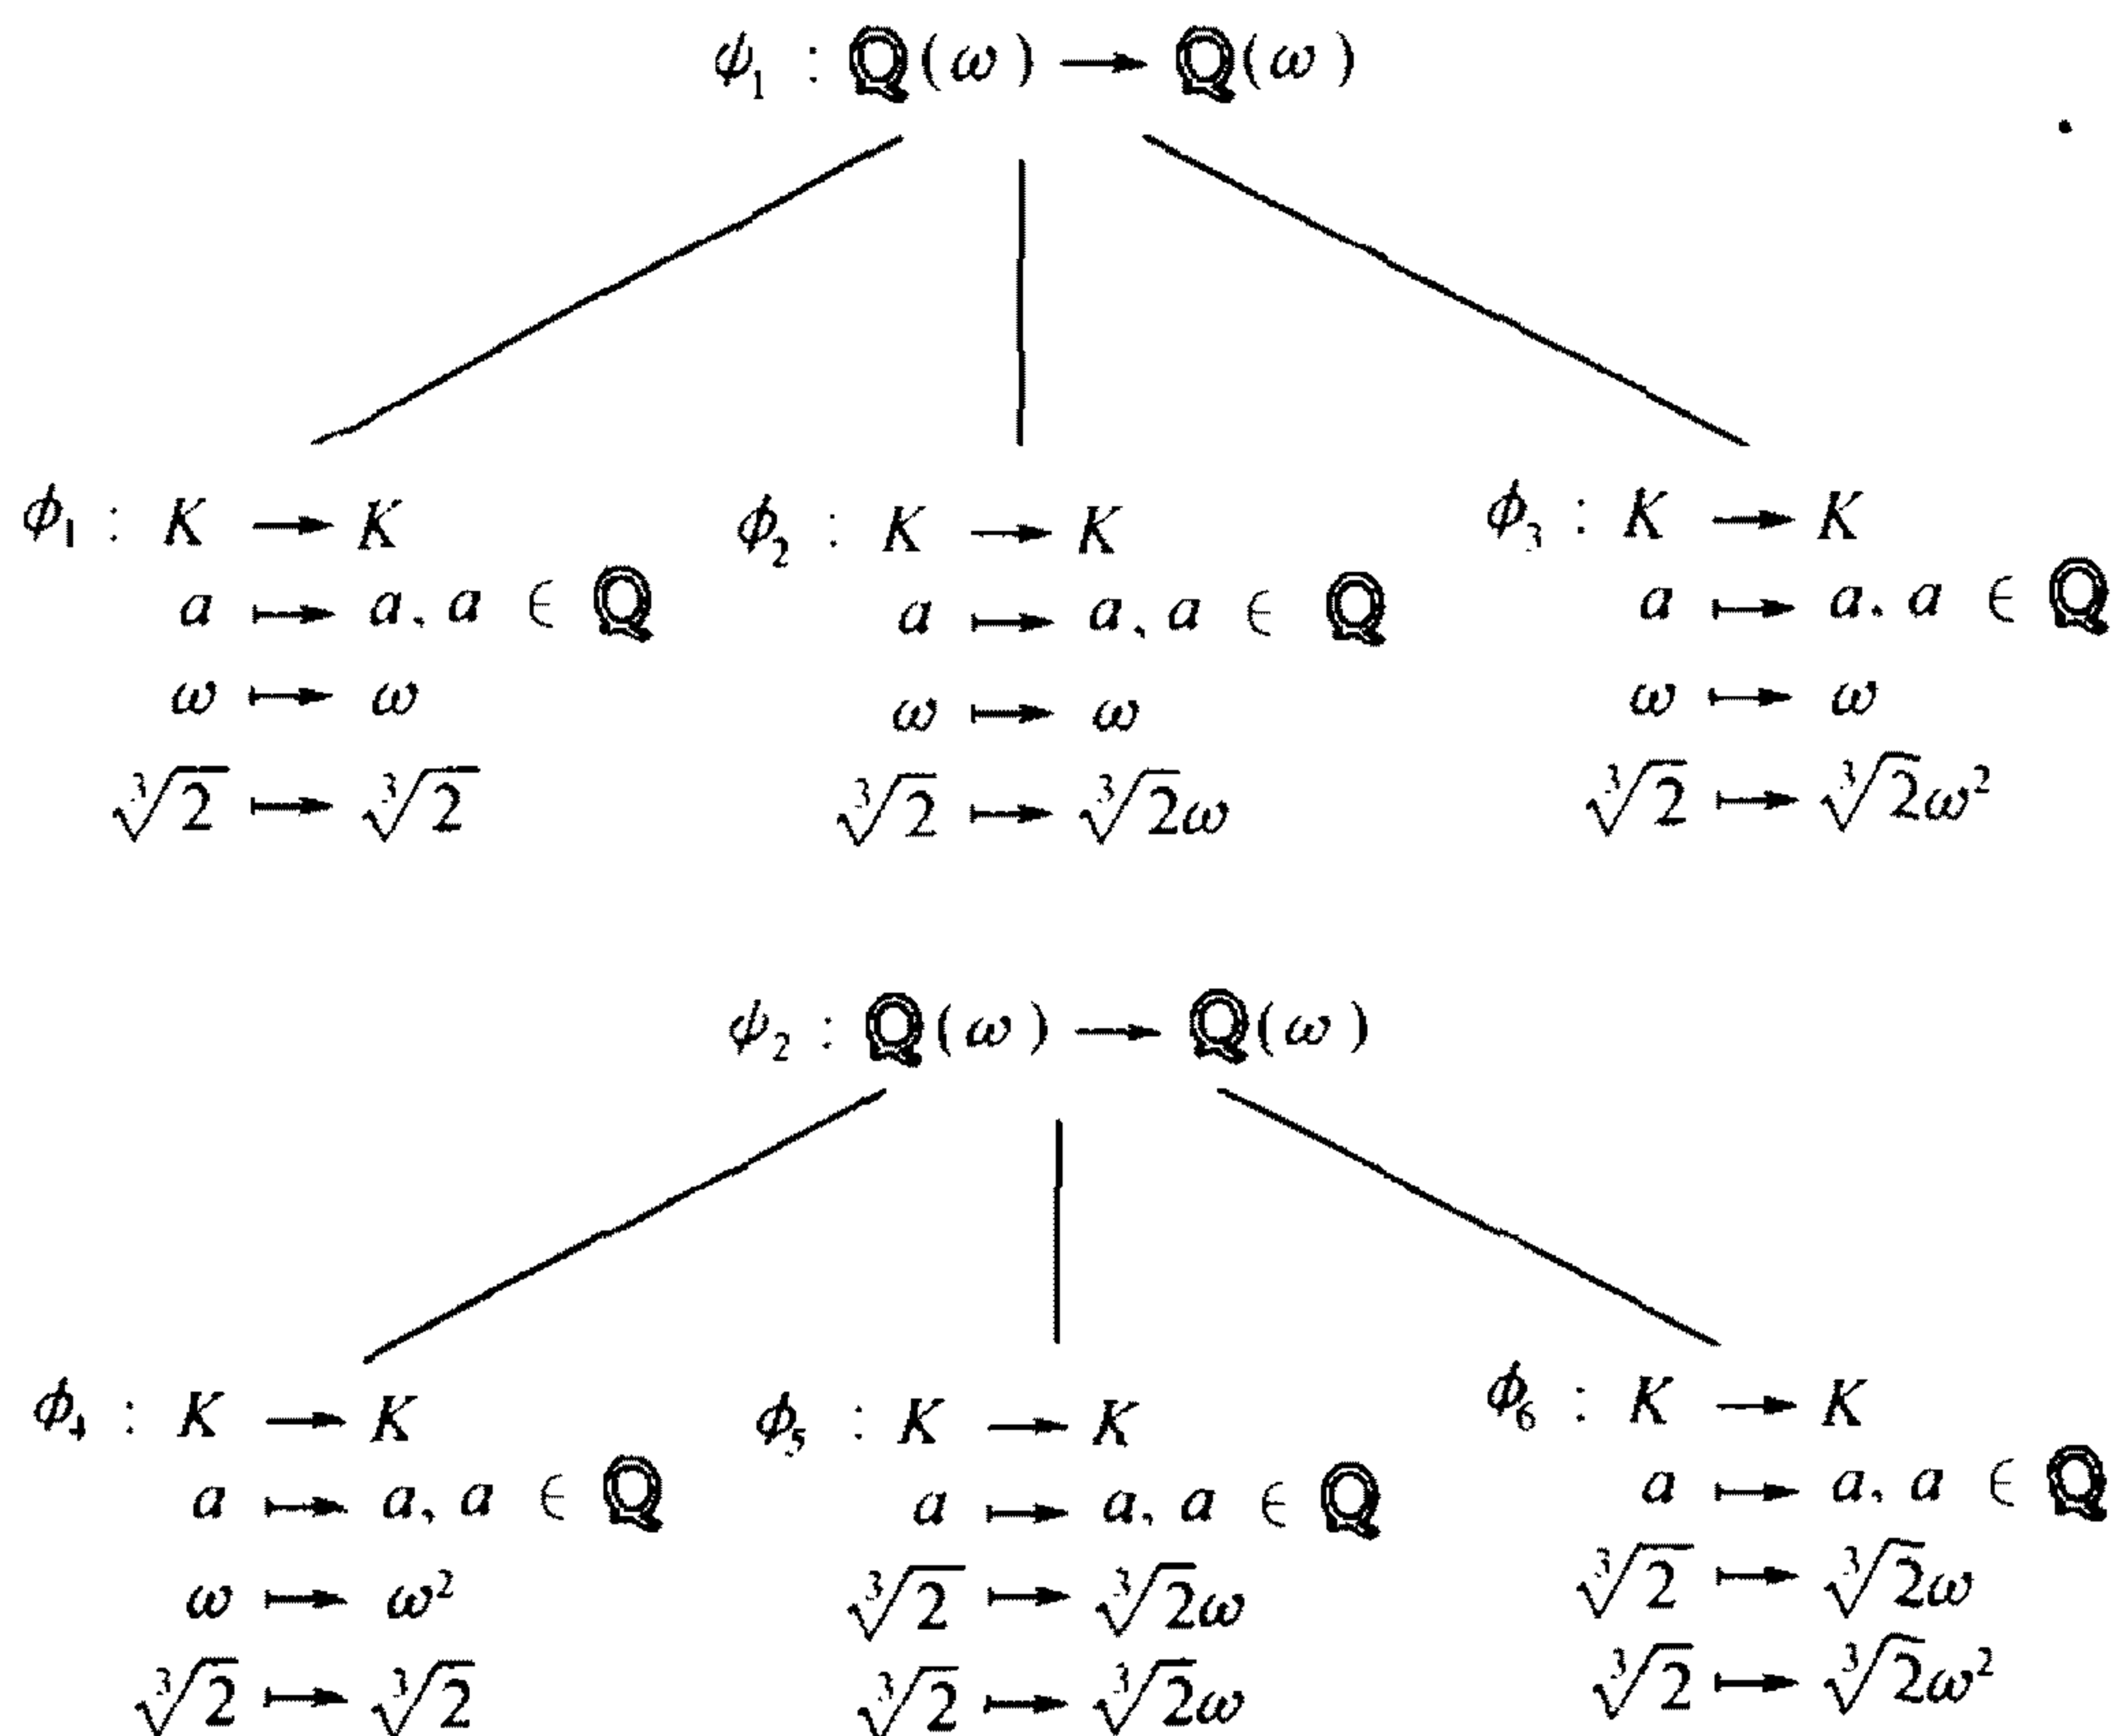 ψ₁ : ℚ(ω) → ℚ(ω)
ϕ₁ : K → K
a ↦ a, a ∈ ℚ
ω ↦ ω
∛2 ↦ ∛2
ϕ₂ : K → K
a ↦ a, a ∈ ℚ
ω ↦ ω
∛2 ↦ ∛2ω
ϕ₃ : K → K
a ↦ a, a ∈ ℚ
ω ↦ ω
∛2 ↦ ∛2ω²
ψ₂ : ℚ(ω) → ℚ(ω)
ϕ₄ : K → K
a ↦ a, a ∈ ℚ
ω ↦ ω²
∛2 ↦ ∛2
ϕ₅ : K → K
a ↦ a, a ∈ ℚ
∛2 ↦ ∛2ω
∛2 ↦ ∛2ω
ϕ₆ : K → K
a ↦ a, a ∈ ℚ
∛2 ↦ ∛2ω
∛2 ↦ ∛2ω²